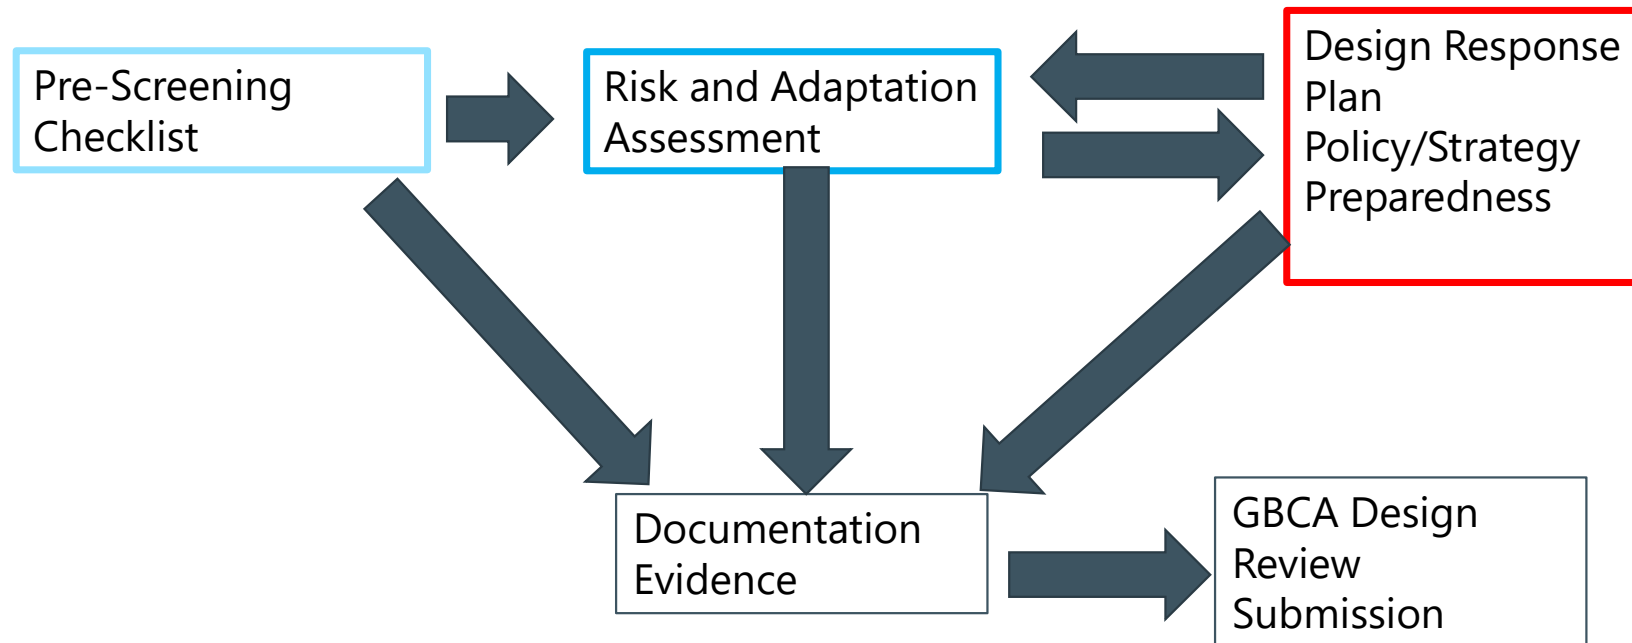 Pre-Screening
Checklist
Risk and Adaptation
Assessment
Design Response
Plan
Policy/Strategy
Preparedness
Documentation
Evidence
GBCA Design
Review
Submission